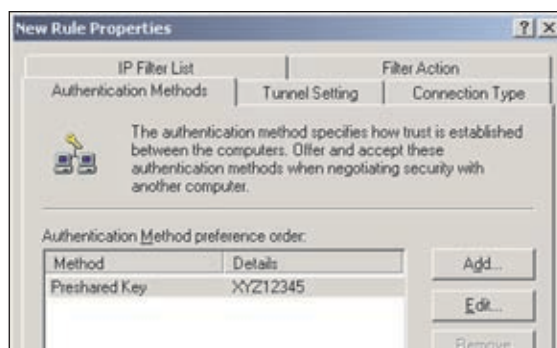 New Rule Properties
IP Filter List
Filter Action
Authentication Methods
Tunnel Setting
Connection Type
The authentication method specifies how trust is established
between the computers. Offer and accept these
authentication methods when negotiating security with
another computer.
Authentication Method preference order:
Method Details
Preshared Key XYZ12345
Add...
Edit...
Remove